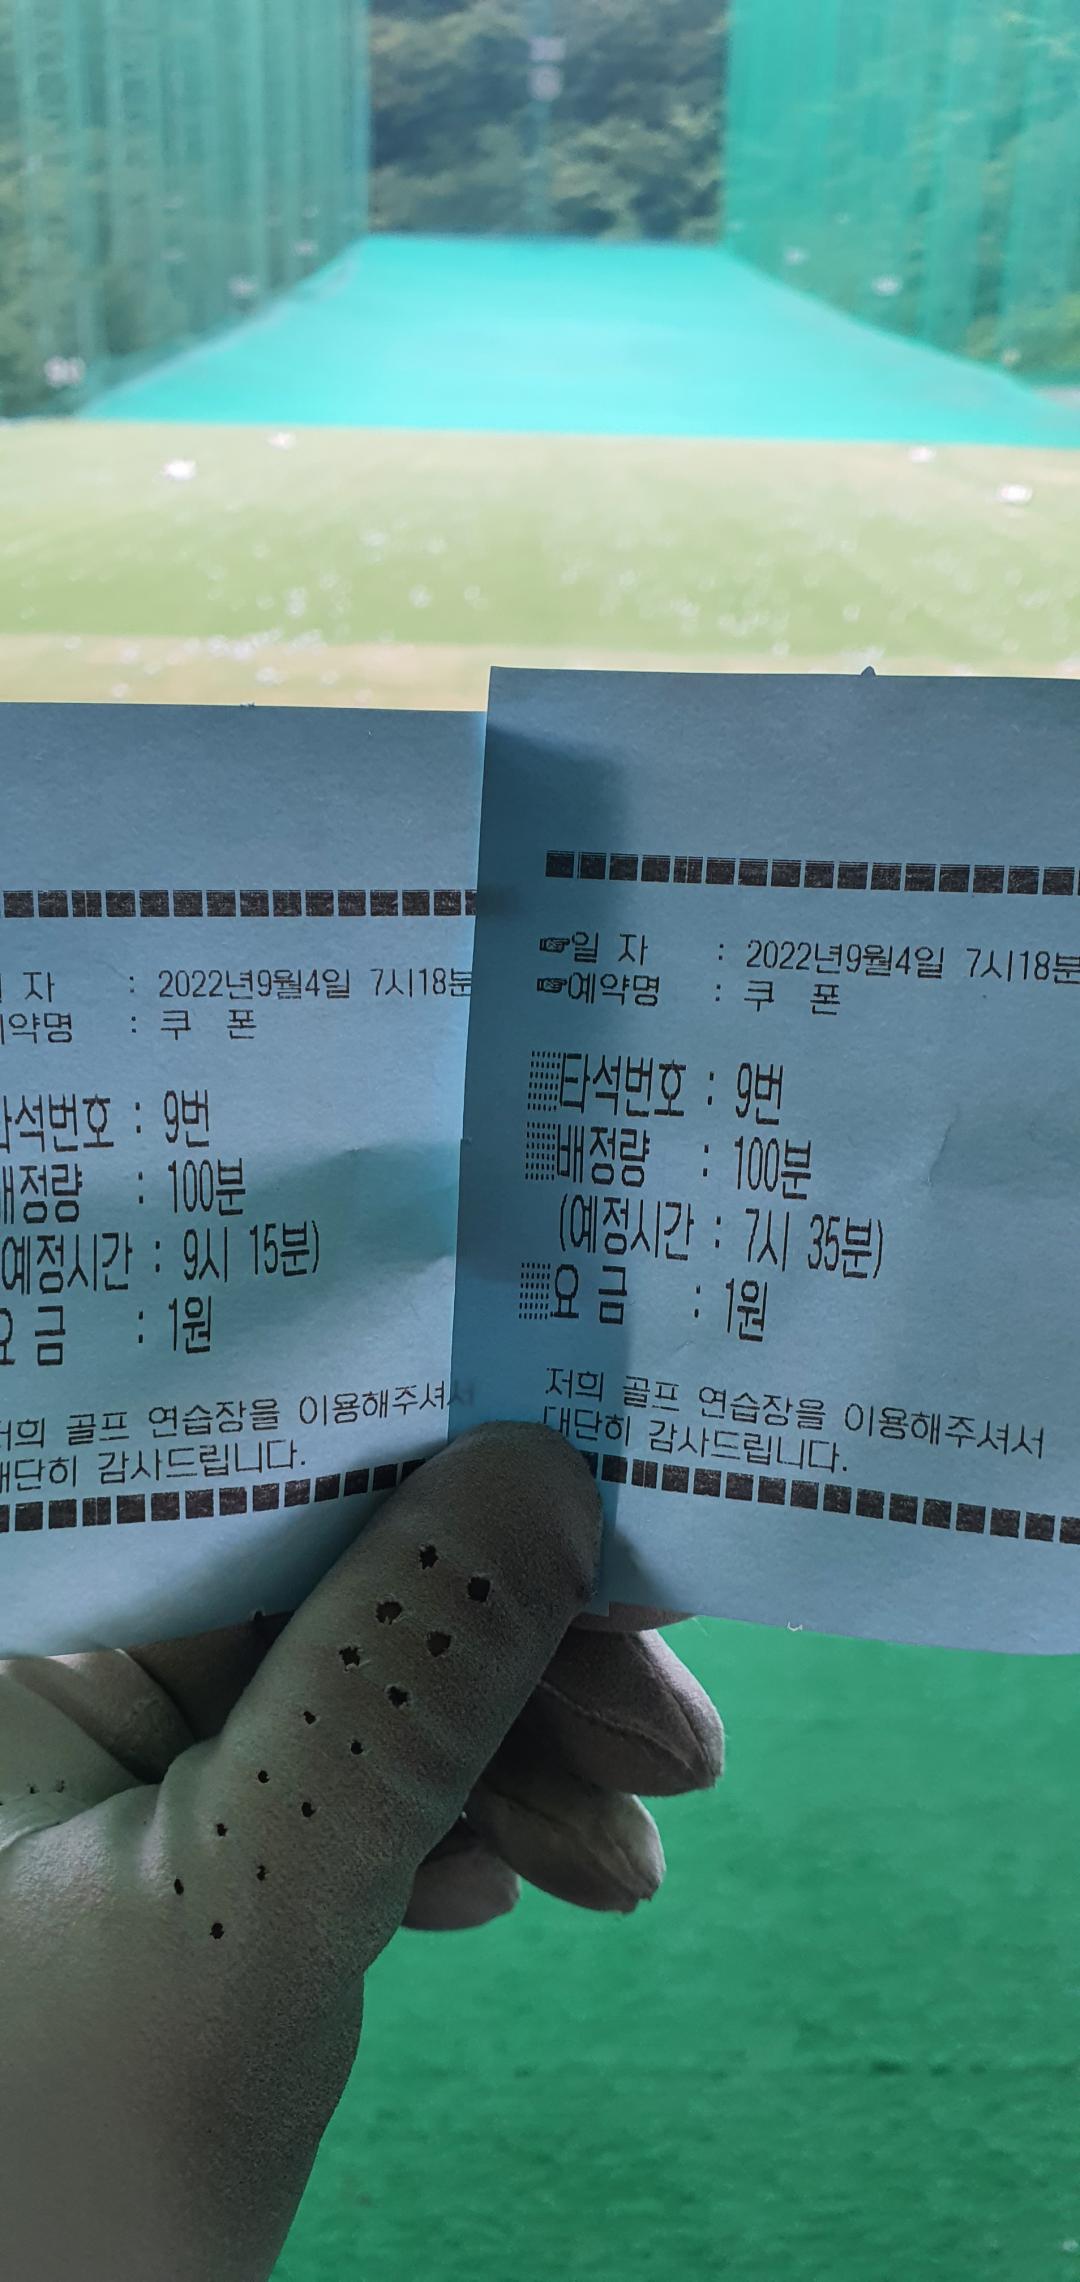 자 : 2022년9월4일 7시18분
약명 : 쿠 폰
타석번호 : 9번
배정량 : 100분
(예정시간 : 9시 15분)
요 금 : 1원
저희 골프 연습장을 이용해주셔서
대단히 감사드립니다.
☞일 자 : 2022년9월4일 7시18분
☞예약명 : 쿠 폰
타석번호 : 9번
배정량 : 100분
(예정시간 : 7시 35분)
요 금 : 1원
저희 골프 연습장을 이용해주셔서
대단히 감사드립니다.